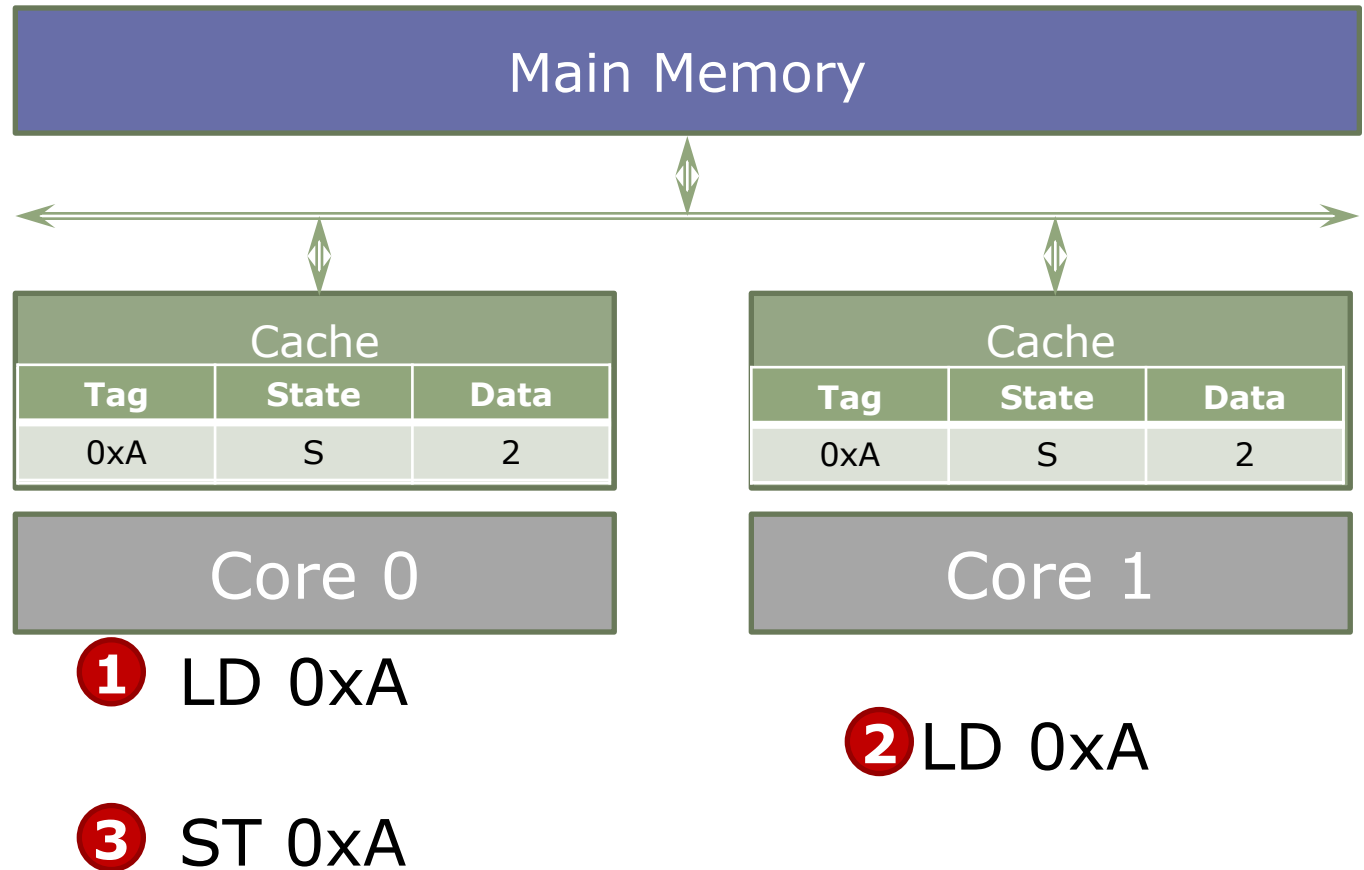 Main Memory
Cache
Tag State Data
0xA S 2
Cache
Tag State Data
0xA S 2
Core 0
Core 1
1 LD 0xA
2 LD 0xA
3 ST 0xA